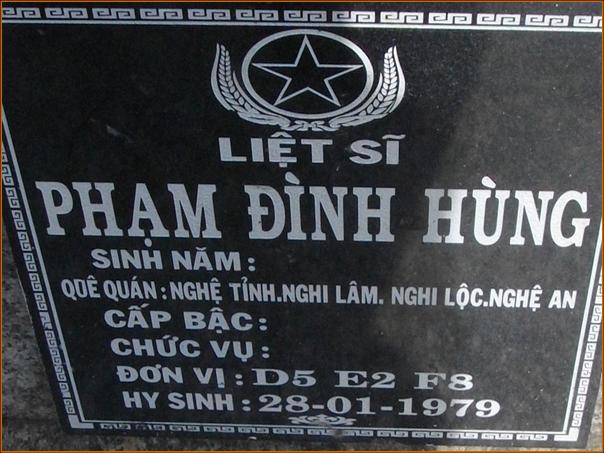 LIỆT SĨ
PHẠM ĐÌNH HÙNG
SINH NĂM :
QUÊ QUÁN : NGHỆ TỈNH.NGHI LÂM. NGHI LỘC.NGHỆ AN
CẤP BẬC :
CHỨC VỤ :
ĐƠN VỊ : D5 E2 F8
HY SINH : 28-01-1979